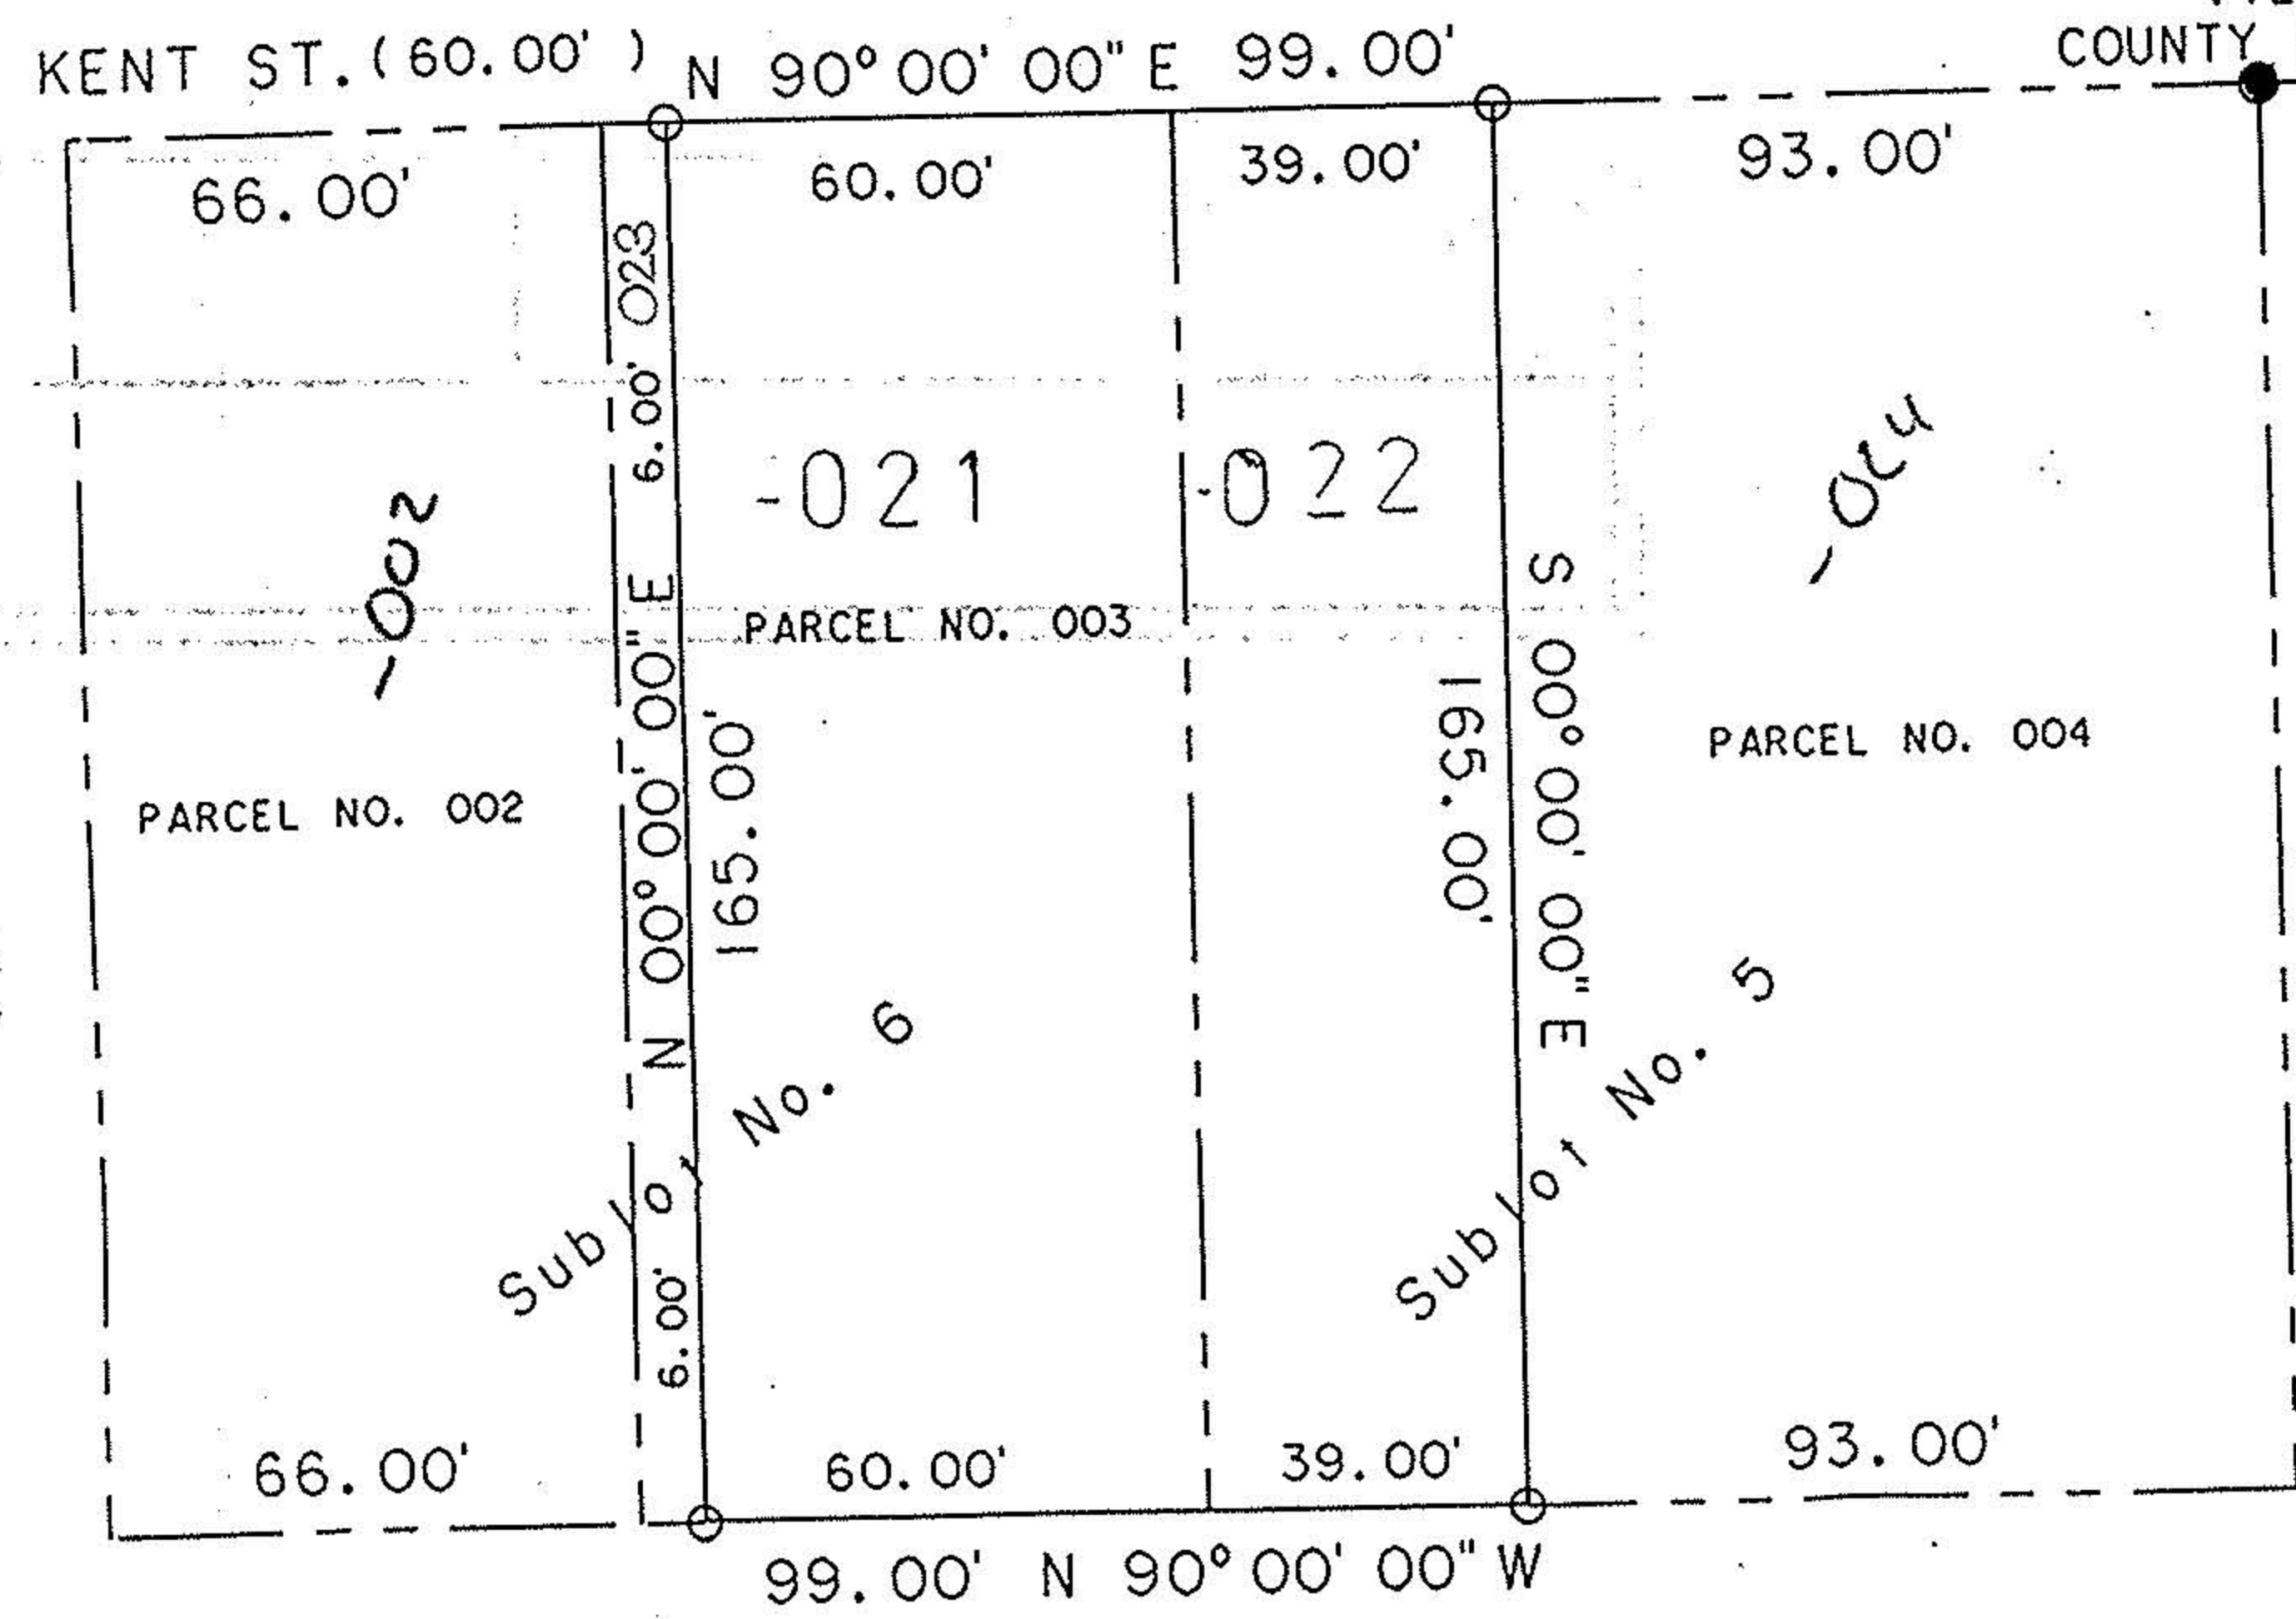 COUNTY
KENT ST. (60.00')
N 90° 00' 00" E 99.00'
66.00'
60.00'
39.00'
93.00'
023
6.00'
-021
-022
-002
N 00° 00' 00" E
165.00'
PARCEL NO. 003
S 00° 00' 00" E
165.00'
PARCEL NO. 004
PARCEL NO. 002
Sublot No. 6
Sublot No. 5
6.00'
66.00'
60.00'
39.00'
93.00'
99.00' N 90° 00' 00" W